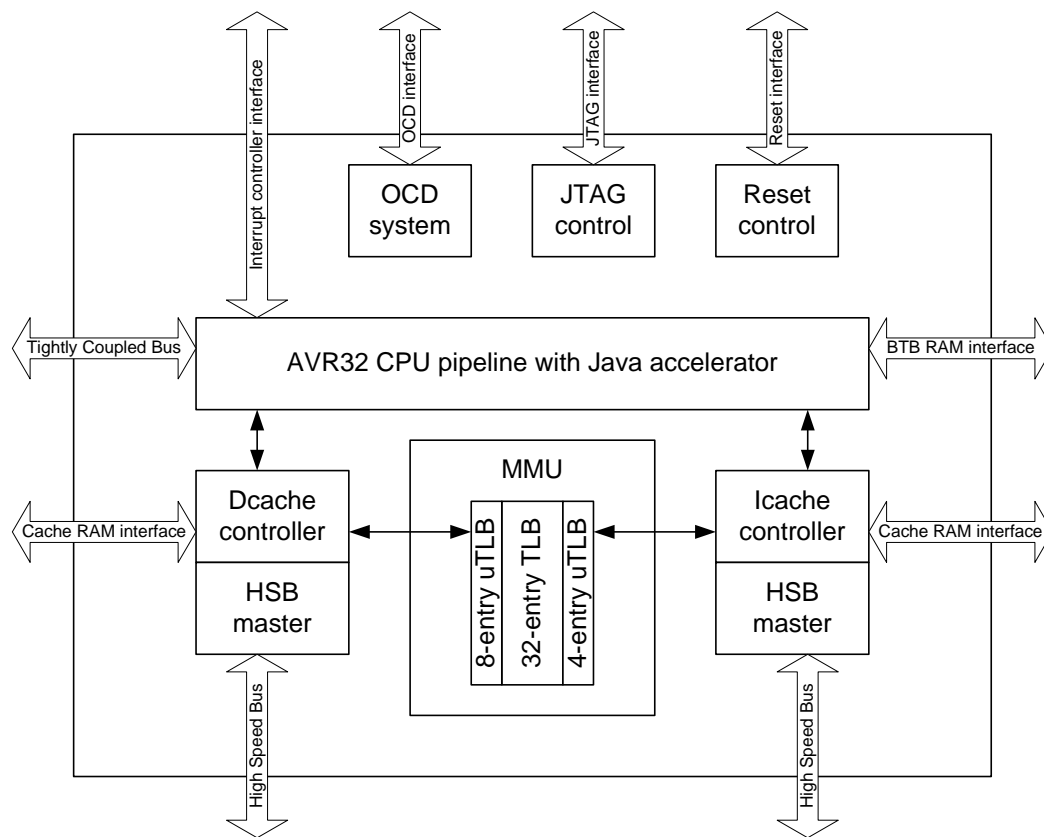 Interrupt controller interface
OCD interface
JTAG interface
Reset interface
OCD
system
JTAG
control
Reset
control
Tightly Coupled Bus
AVR32 CPU pipeline with Java accelerator
BTB RAM interface
MMU
Dcache
controller
8-entry uTLB
32-entry TLB
4-entry uTLB
Icache
controller
Cache RAM interface
Cache RAM interface
HSB
master
HSB
master
High Speed Bus
High Speed Bus